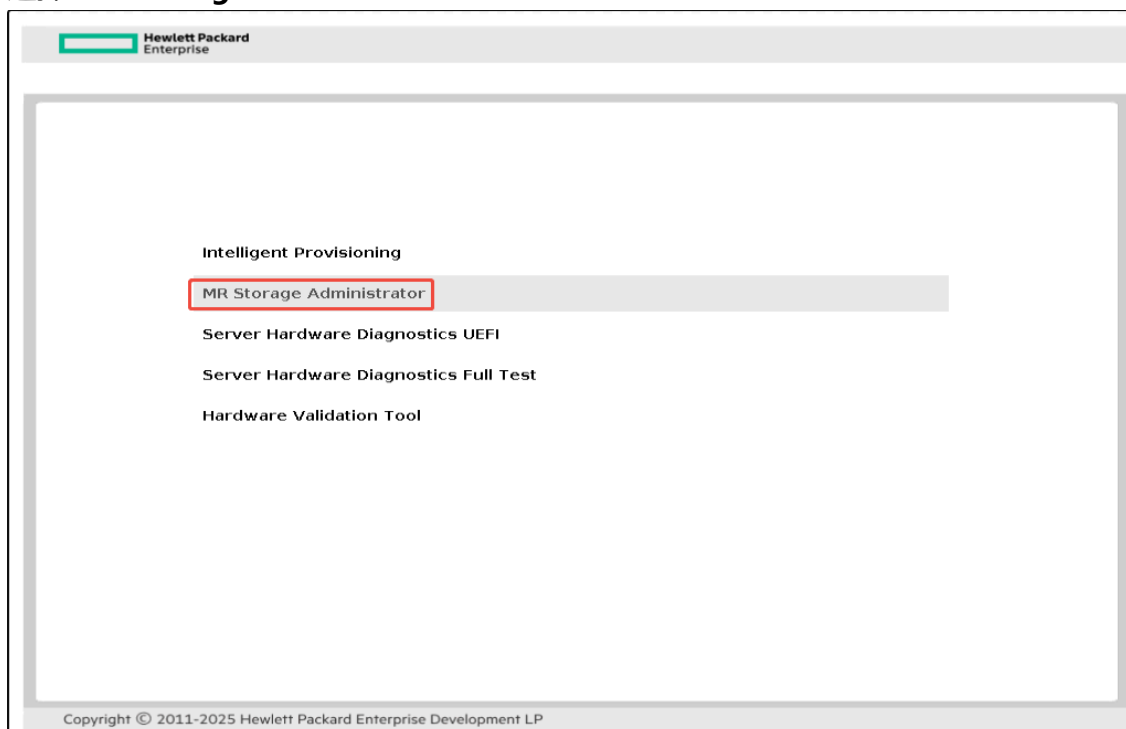 Hewlett Packard
Enterprise
Intelligent Provisioning
MR Storage Administrator
Server Hardware Diagnostics UEFI
Server Hardware Diagnostics Full Test
Hardware Validation Tool
Copyright © 2011-2025 Hewlett Packard Enterprise Development LP